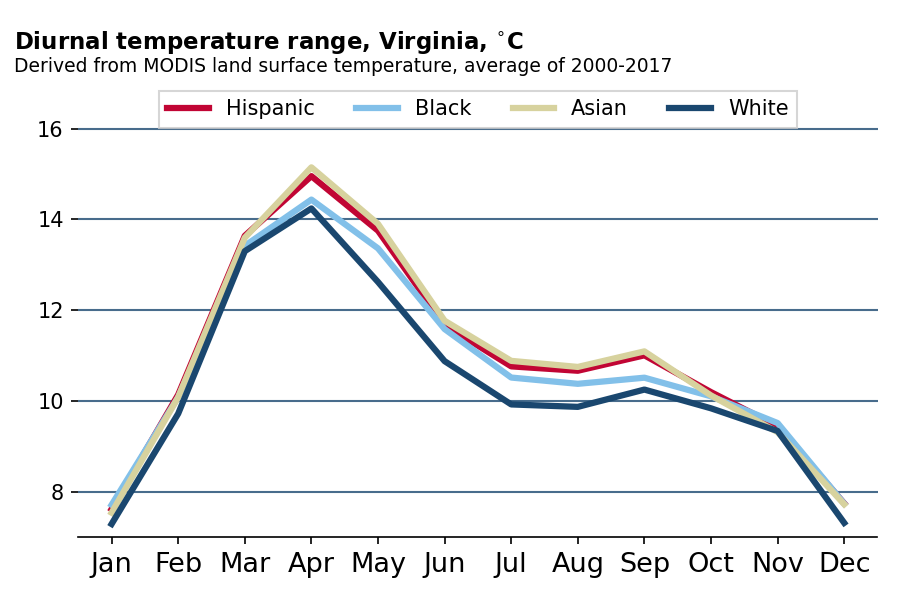 Diurnal temperature range, Virginia, °C
Derived from MODIS land surface temperature, average of 2000-2017
Hispanic Black Asian White
16
14
12
10
8
Jan Feb Mar Apr May Jun Jul Aug Sep Oct Nov Dec